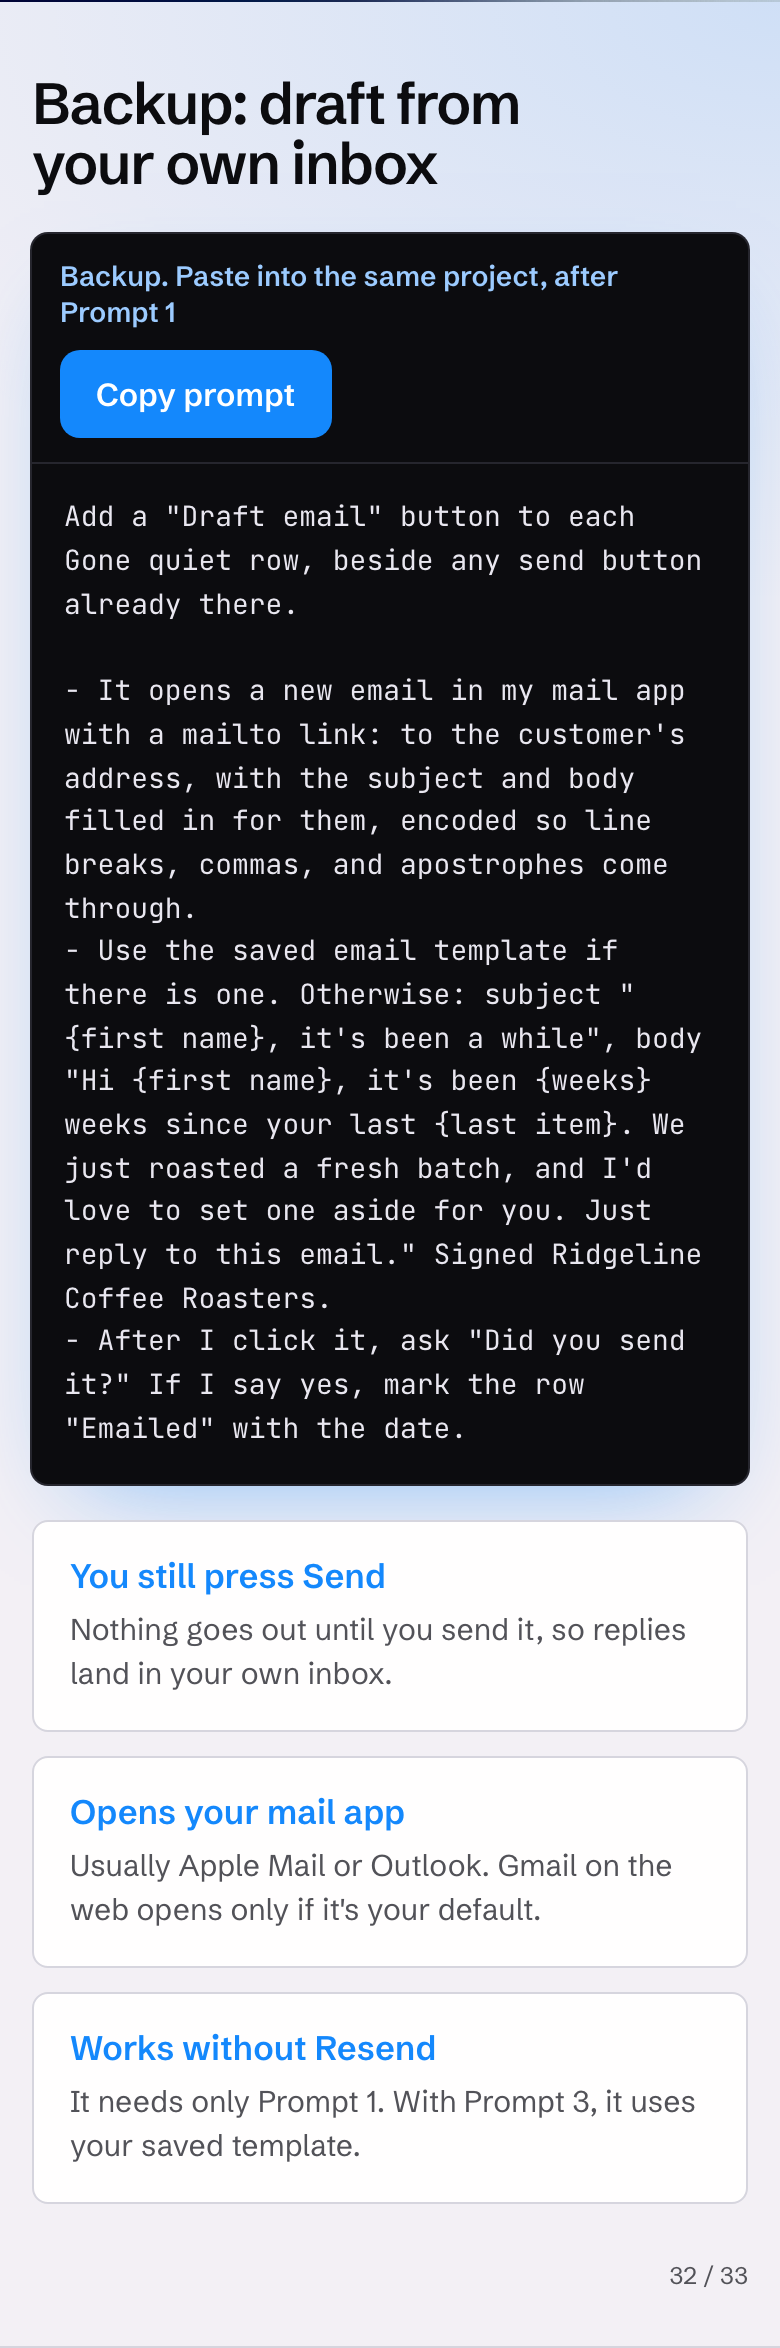 Backup: draft from
your own inbox
Backup. Paste into the same project, after
Prompt 1
Copy prompt
Add a "Draft email" button to each
Gone quiet row, beside any send button
already there.
- It opens a new email in my mail app
with a mailto link: to the customer's
address, with the subject and body
filled in for them, encoded so line
breaks, commas, and apostrophes come
through.
- Use the saved email template if
there is one. Otherwise: subject "
{first name}, it's been a while", body
"Hi {first name}, it's been {weeks}
weeks since your last {last item}. We
just roasted a fresh batch, and I'd
love to set one aside for you. Just
reply to this email." Signed Ridgeline
Coffee Roasters.
- After I click it, ask "Did you send
it?" If I say yes, mark the row
"Emailed" with the date.
You still press Send
Nothing goes out until you send it, so replies
land in your own inbox.
Opens your mail app
Usually Apple Mail or Outlook. Gmail on the
web opens only if it's your default.
Works without Resend
It needs only Prompt 1. With Prompt 3, it uses
your saved template.
32 / 33